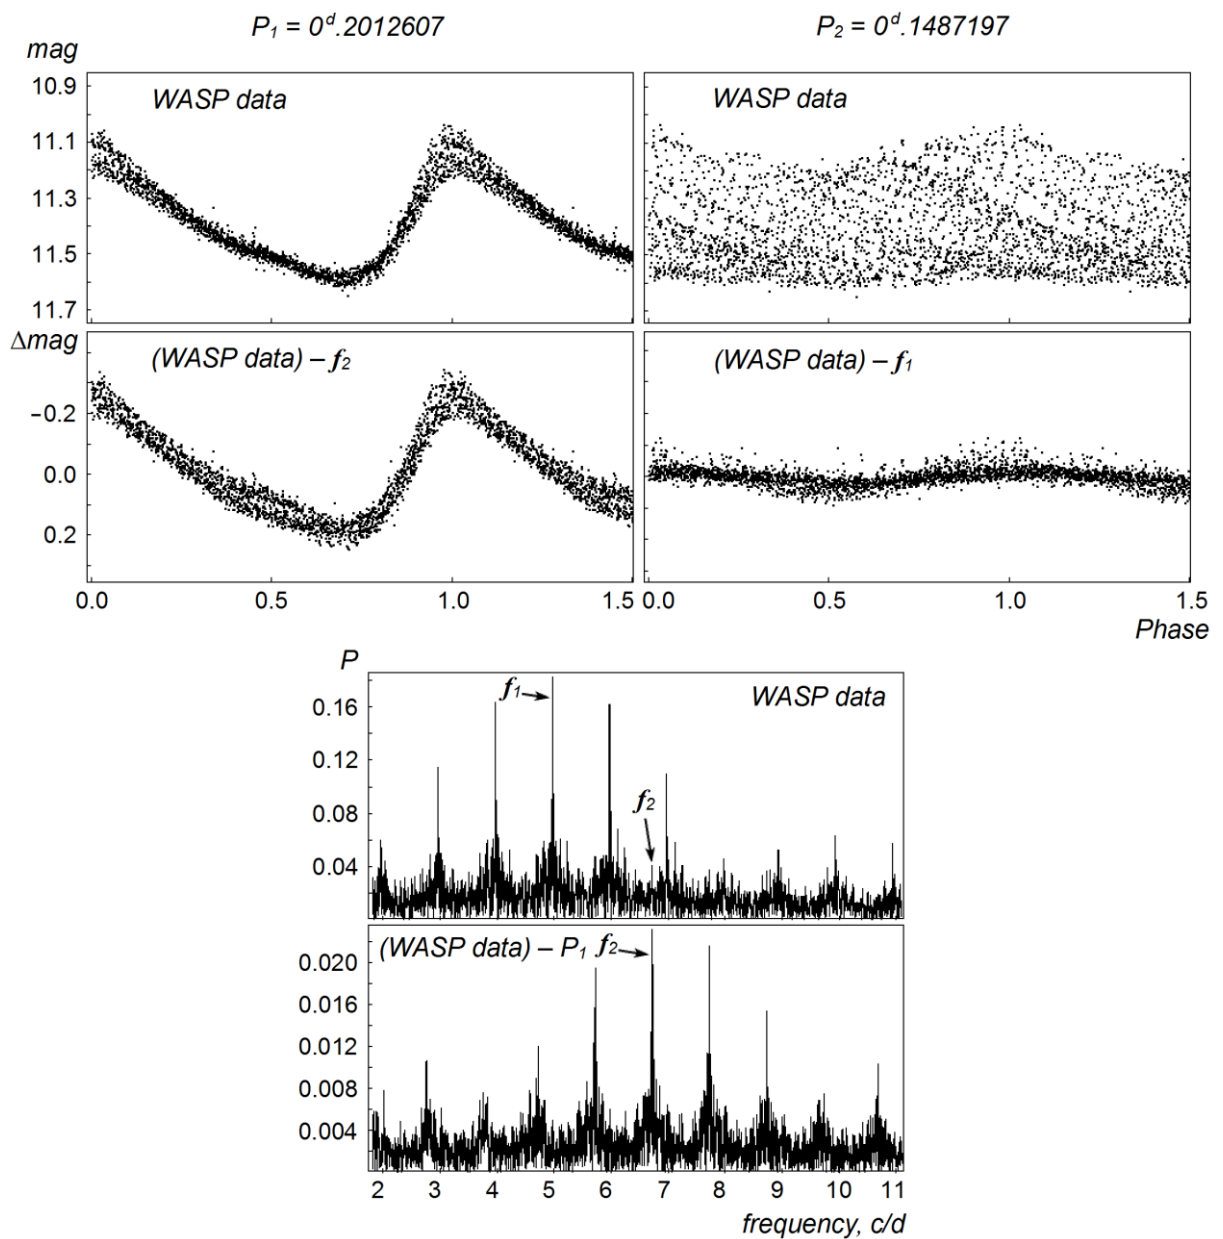 P1 = 0d.2012607
P2 = 0d.1487197
mag
10.9
11.1
11.3
11.5
11.7
WASP data
WASP data
Δmag
−0.2
0.0
0.2
(WASP data) – f2
(WASP data) – f1
0.0 0.5 1.0 1.5 0.0 0.5 1.0 1.5
Phase
P
0.16
0.12
0.08
0.04
f1
WASP data
f2
(WASP data) – P1 f2
0.020
0.016
0.012
0.008
0.004
2 3 4 5 6 7 8 9 10 11
frequency, c/d